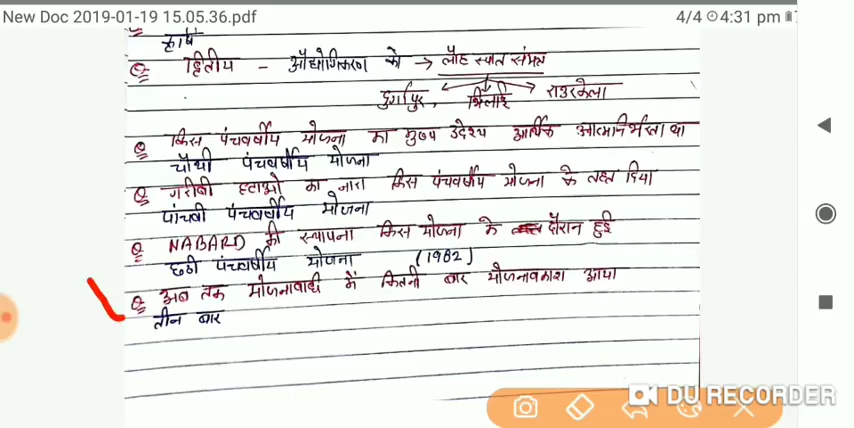 New Doc 2019-01-19 15.05.36.pdf
4/4 4:31 pm
कृषि
Q द्वितीय - औद्योगिकरण को → लौह स्पात संयंत्र
दुर्गापुर, भिलाई राउरकेला
Q किस पंचवर्षीय योजना का मुख्य उदेश्य आर्थिक आत्मनिर्भरता था
चौथी पंचवर्षीय योजना
Q गरीबी हटाओ का नारा किस पंचवर्षीय योजना के तहत दिया
पांचवी पंचवर्षीय योजना
Q NABARD की स्थापना किस योजना के दौरान हुई
छठी पंचवर्षीय योजना (1982)
Q अब तक योजनावधी में कितनी बार योजनावकाश आया
तीन बार
DU RECORDER